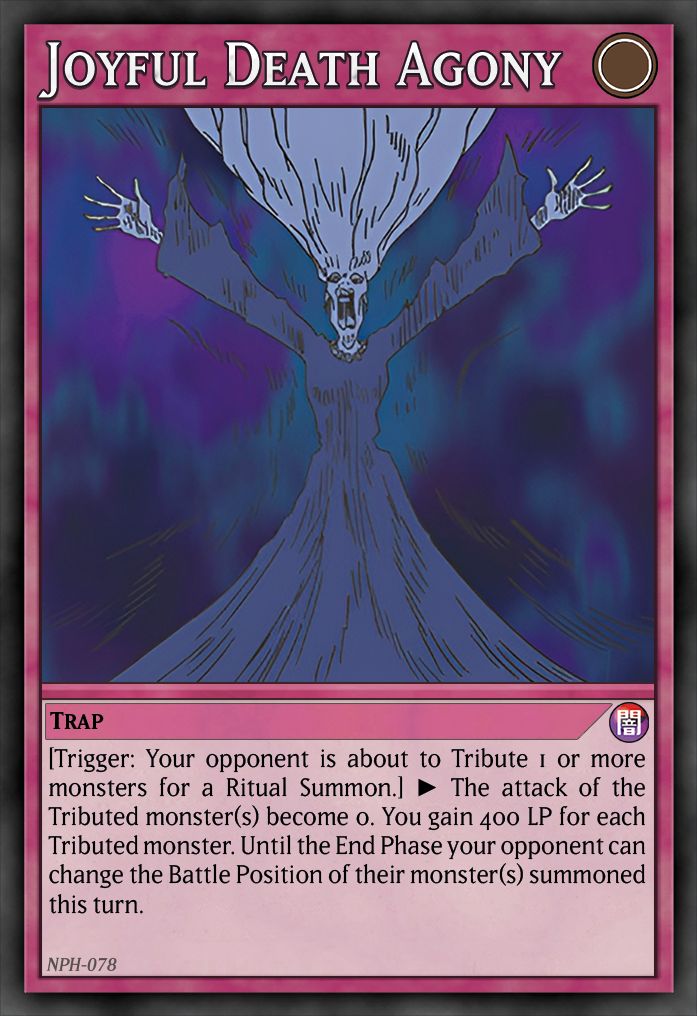 Joyful Death Agony
Trap
闇
[Trigger: Your opponent is about to Tribute 1 or more
monsters for a Ritual Summon.] ► The attack of the
Tributed monster(s) become 0. You gain 400 LP for each
Tributed monster. Until the End Phase your opponent can
change the Battle Position of their monster(s) summoned
this turn.
NPH-078